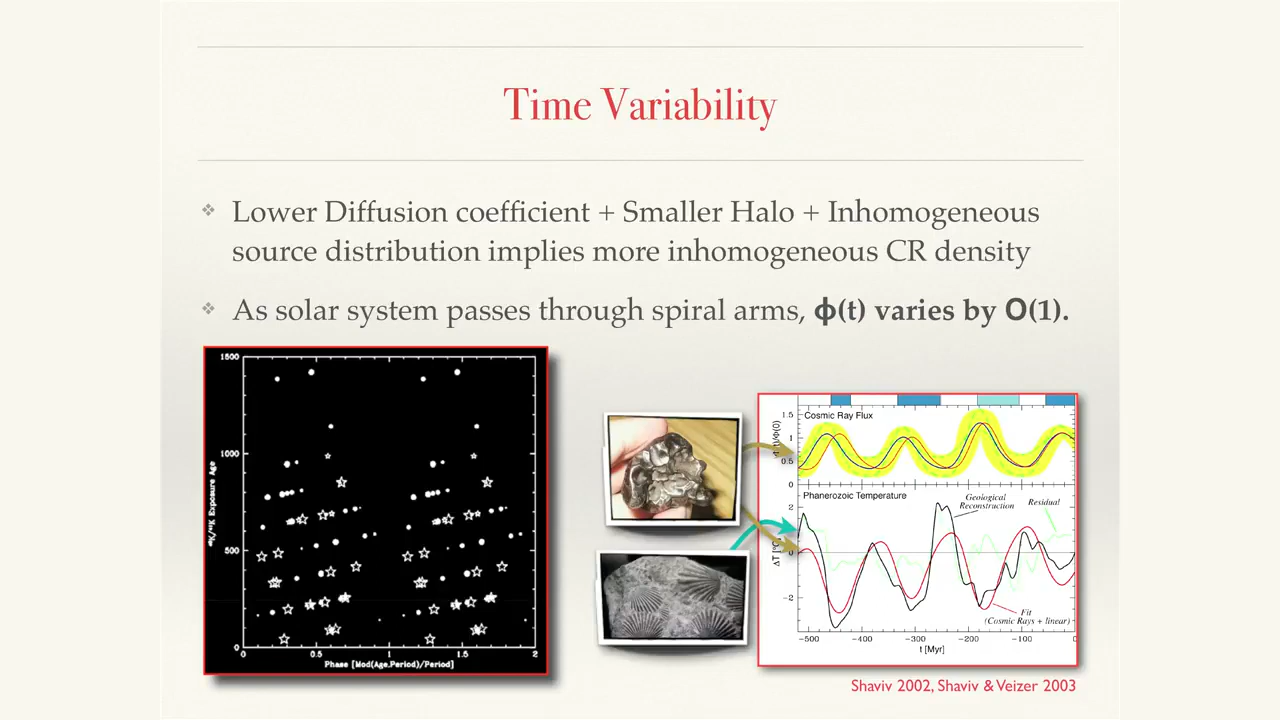 Time Variability
❖ Lower Diffusion coefficient + Smaller Halo + Inhomogeneous
source distribution implies more inhomogeneous CR density
❖ As solar system passes through spiral arms, ϕ(t) varies by O(1).
1500
1000
500
0
⁴⁰K/⁴¹K Exposure Age
0 0.5 1 1.5 2
Phase [Mod(Age,Period)/Period]
Cosmic Ray Flux
1.5
1
0.5
0
Phanerozoic Temperature
Geological
Reconstruction
Residual
2
0
−2
ΔT [°C]
Fit
(Cosmic Rays + linear)
−500 −400 −300 −200 −100 0
t [Myr]
Shaviv 2002, Shaviv & Veizer 2003